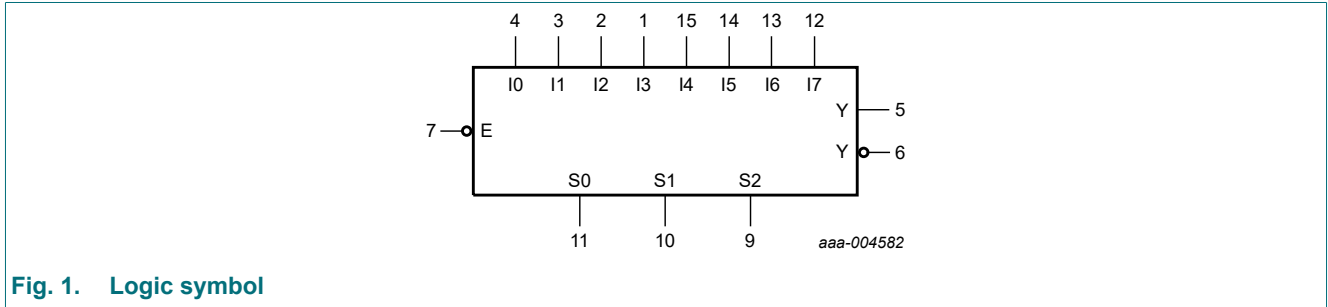 4 3 2 1 15 14 13 12
I0 I1 I2 I3 I4 I5 I6 I7
Y 5
7 E
Y 6
S0 S1 S2
11 10 9 aaa-004582
Fig. 1. Logic symbol